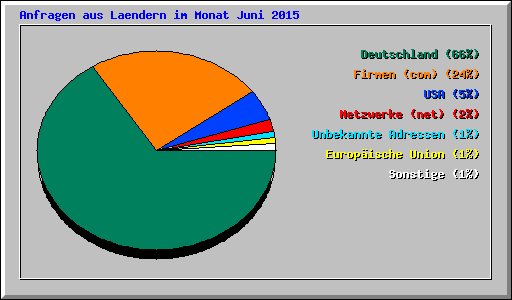 Anfragen aus Laendern im Monat Juni 2015
Deutschland (66%)
Firmen (com) (24%)
USA (5%)
Netzwerke (net) (2%)
Unbekannte Adressen (1%)
Europäische Union (1%)
Sonstige (1%)